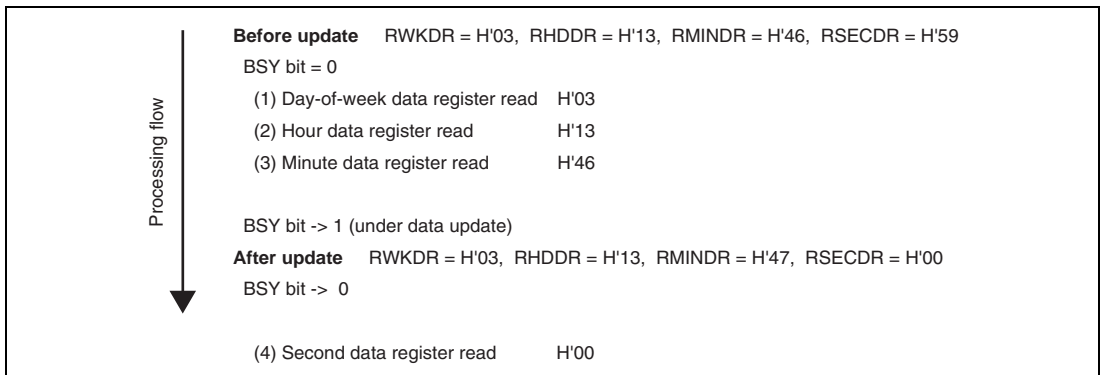 Processing flow
Before update RWKDR = H'03, RHDDR = H'13, RMINDR = H'46, RSECDR = H'59
BSY bit = 0
(1) Day-of-week data register read H'03
(2) Hour data register read H'13
(3) Minute data register read H'46
BSY bit -> 1 (under data update)
After update RWKDR = H'03, RHDDR = H'13, RMINDR = H'47, RSECDR = H'00
BSY bit -> 0
(4) Second data register read H'00